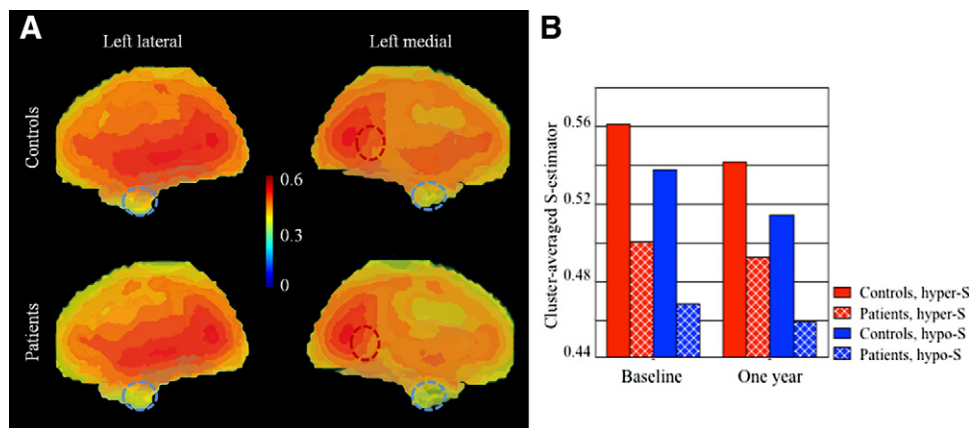 A
Left lateral
Left medial
Controls
0.6
0.3
0
Patients
B
Cluster-averaged S-estimator
0.56
0.52
0.48
0.44
Baseline
One year
Controls, hyper-S
Patients, hyper-S
Controls, hypo-S
Patients, hypo-S